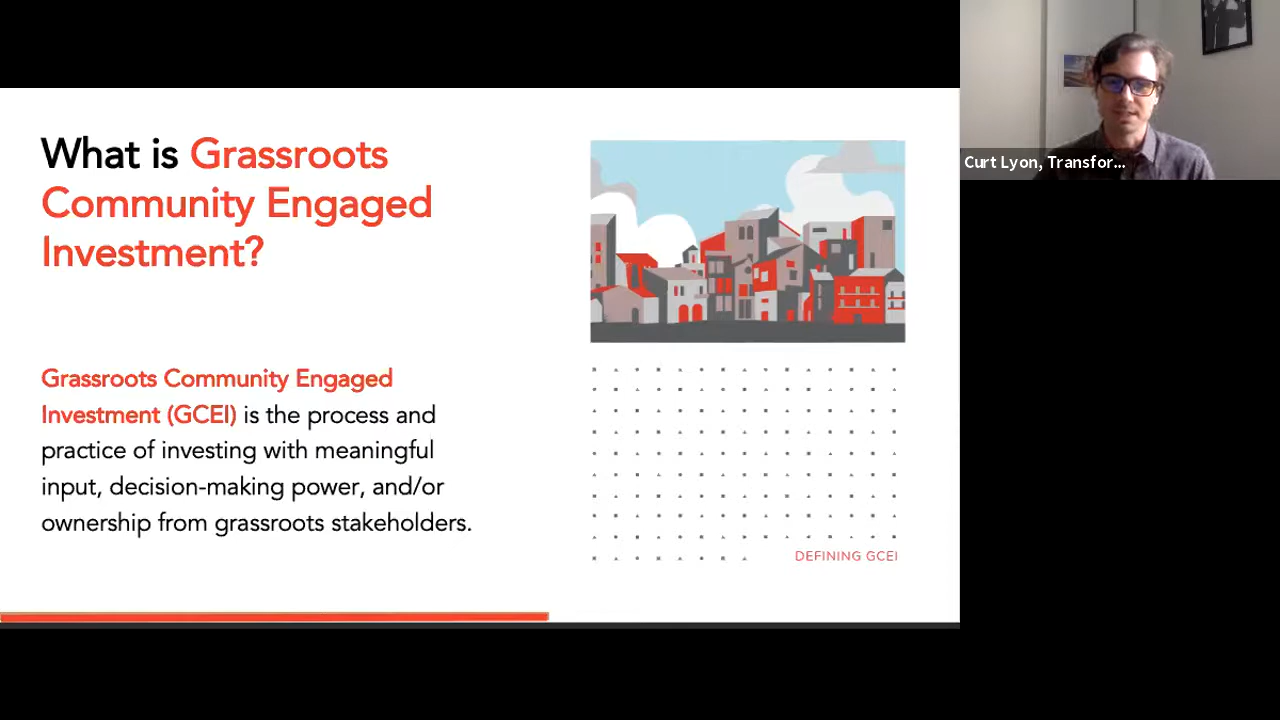 What is Grassroots
Community Engaged
Investment?
Grassroots Community Engaged
Investment (GCEI) is the process and
practice of investing with meaningful
input, decision-making power, and/or
ownership from grassroots stakeholders.
DEFINING GCEI
Curt Lyon, Transfor...